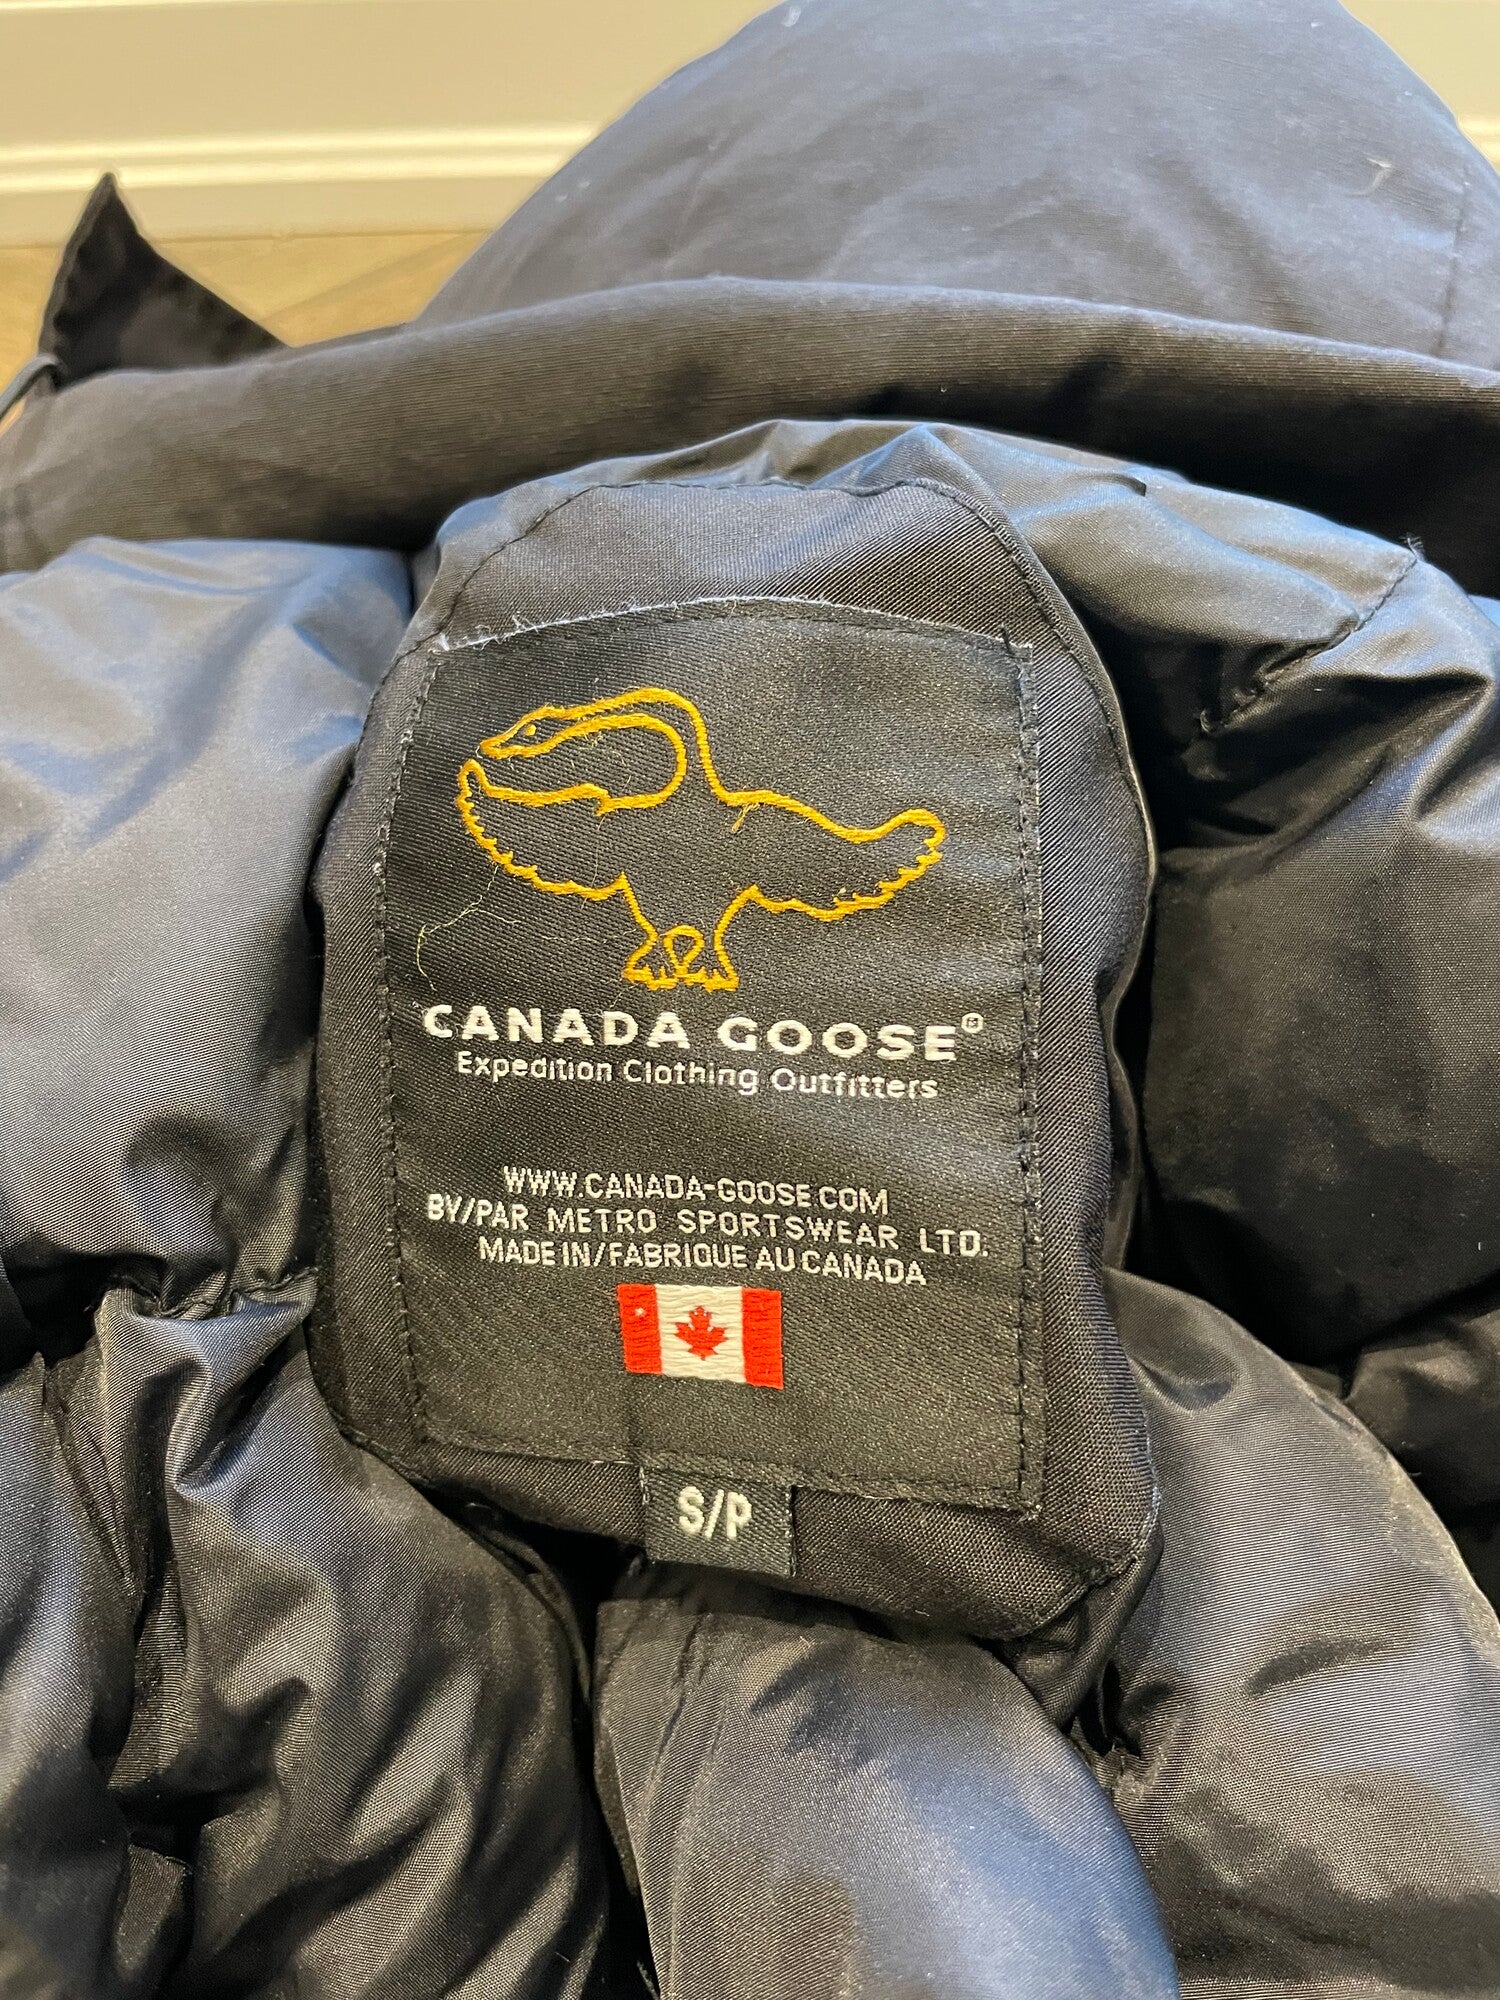 CANADA GOOSE®
Expedition Clothing Outfitters
WWW.CANADA-GOOSE.COM
BY/PAR METRO SPORTSWEAR LTD.
MADE IN/FABRIQUE AU CANADA
S/P